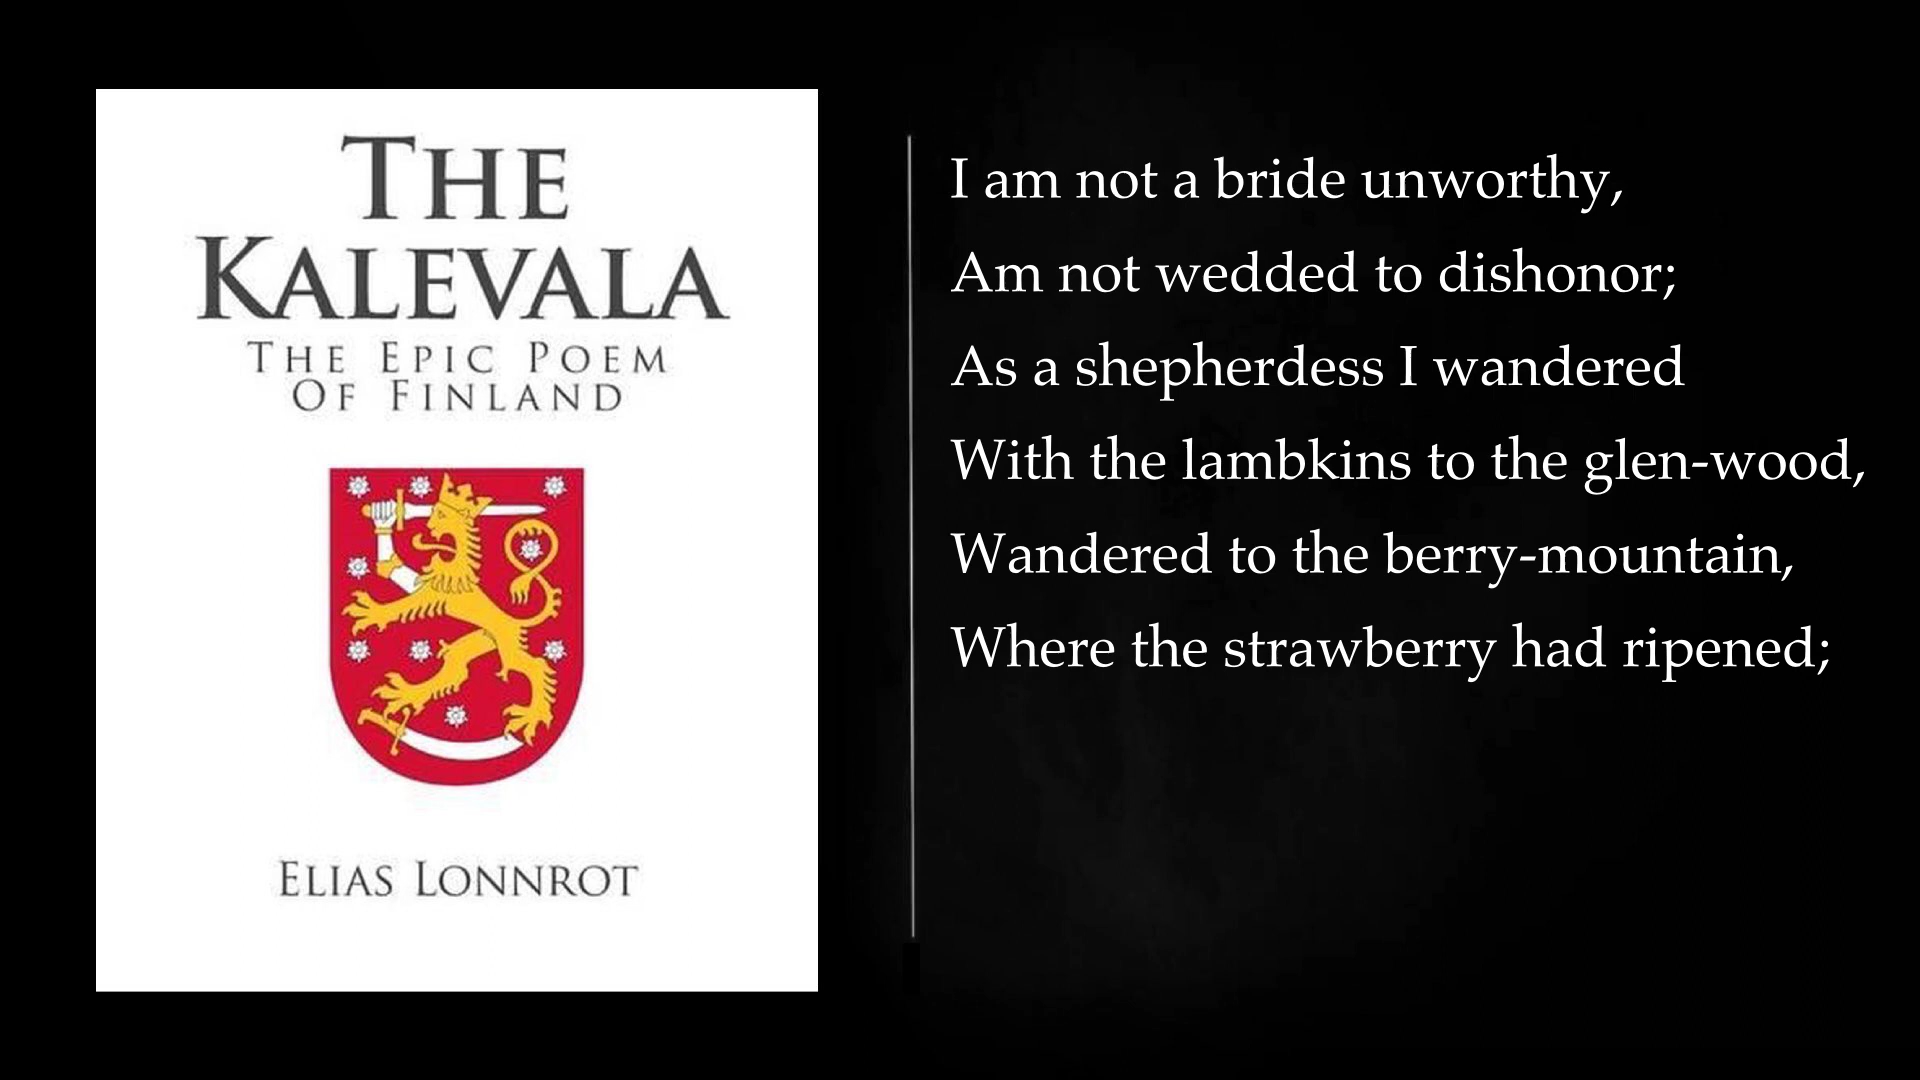 THE
KALEVALA
THE EPIC POEM
OF FINLAND
ELIAS LONNROT
I am not a bride unworthy,
Am not wedded to dishonor;
As a shepherdess I wandered
With the lambkins to the glen-wood,
Wandered to the berry-mountain,
Where the strawberry had ripened;